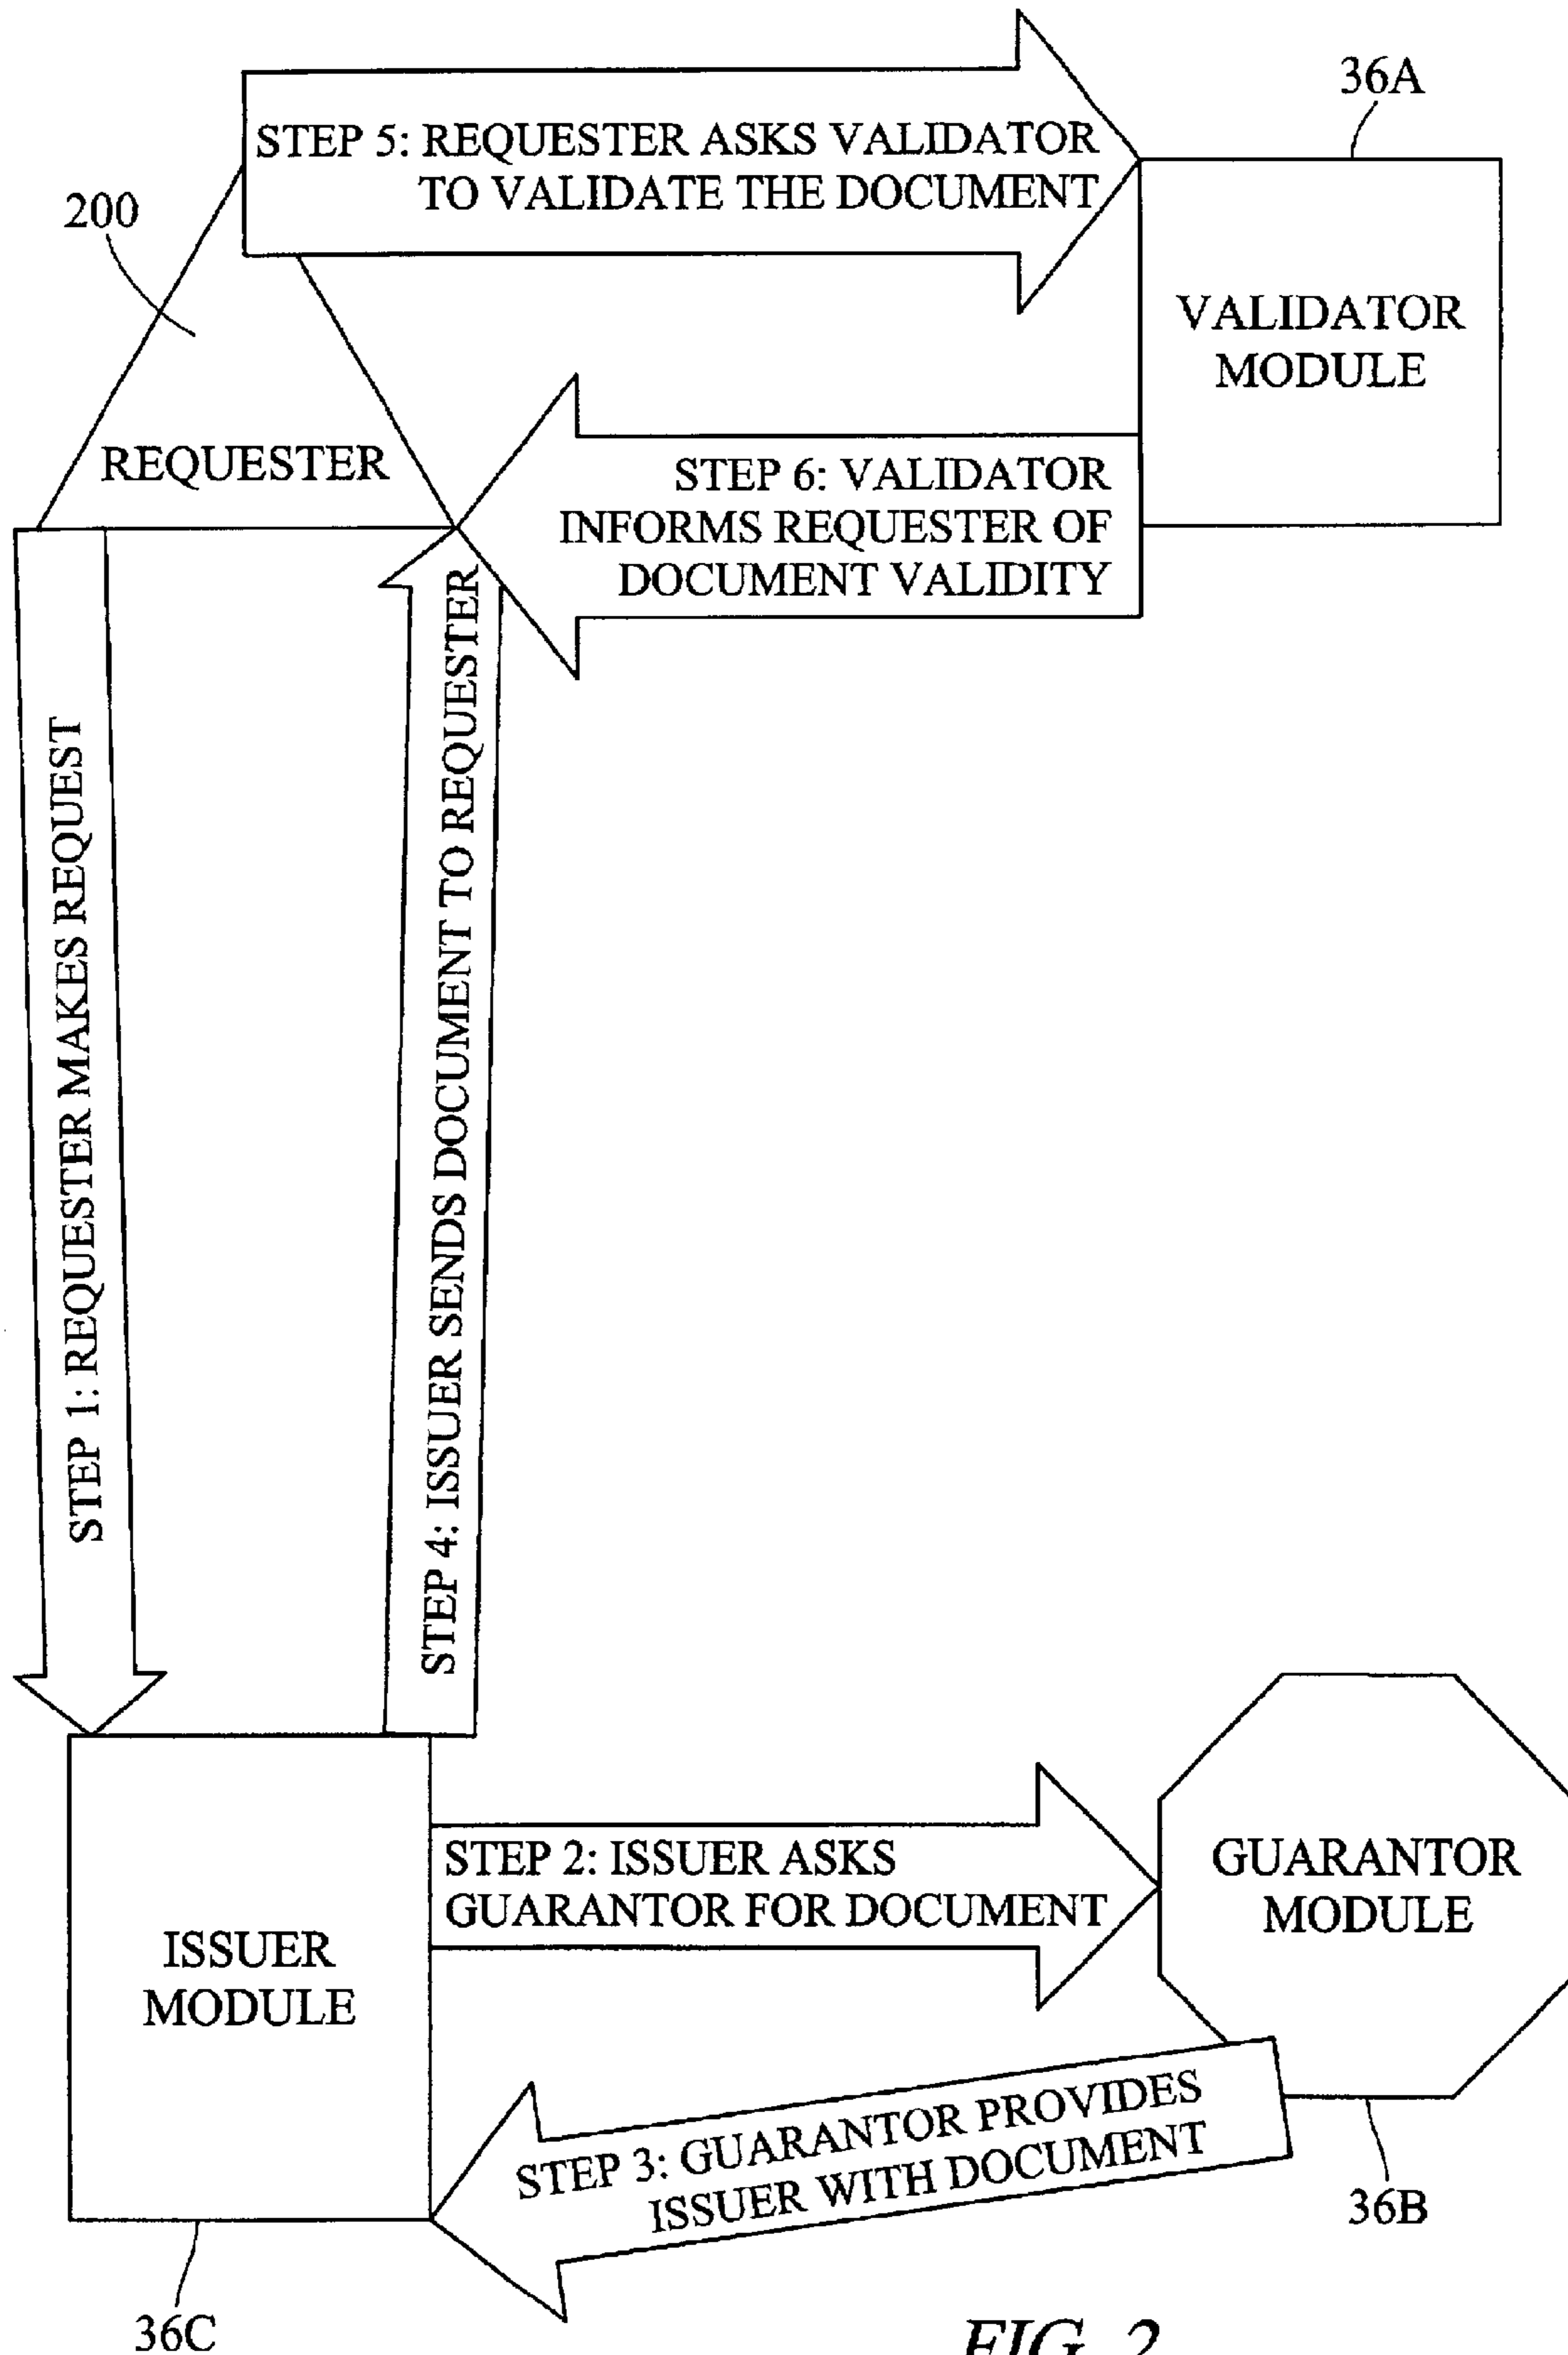 36A
STEP 5: REQUESTER ASKS VALIDATOR
TO VALIDATE THE DOCUMENT
200
VALIDATOR
MODULE
REQUESTER
STEP 6: VALIDATOR
INFORMS REQUESTER OF
DOCUMENT VALIDITY
STEP 1: REQUESTER MAKES REQUEST
STEP 4: ISSUER SENDS DOCUMENT TO REQUESTER
STEP 2: ISSUER ASKS
GUARANTOR FOR DOCUMENT
GUARANTOR
MODULE
ISSUER
MODULE
STEP 3: GUARANTOR PROVIDES
ISSUER WITH DOCUMENT
36B
36C
FIG. 2